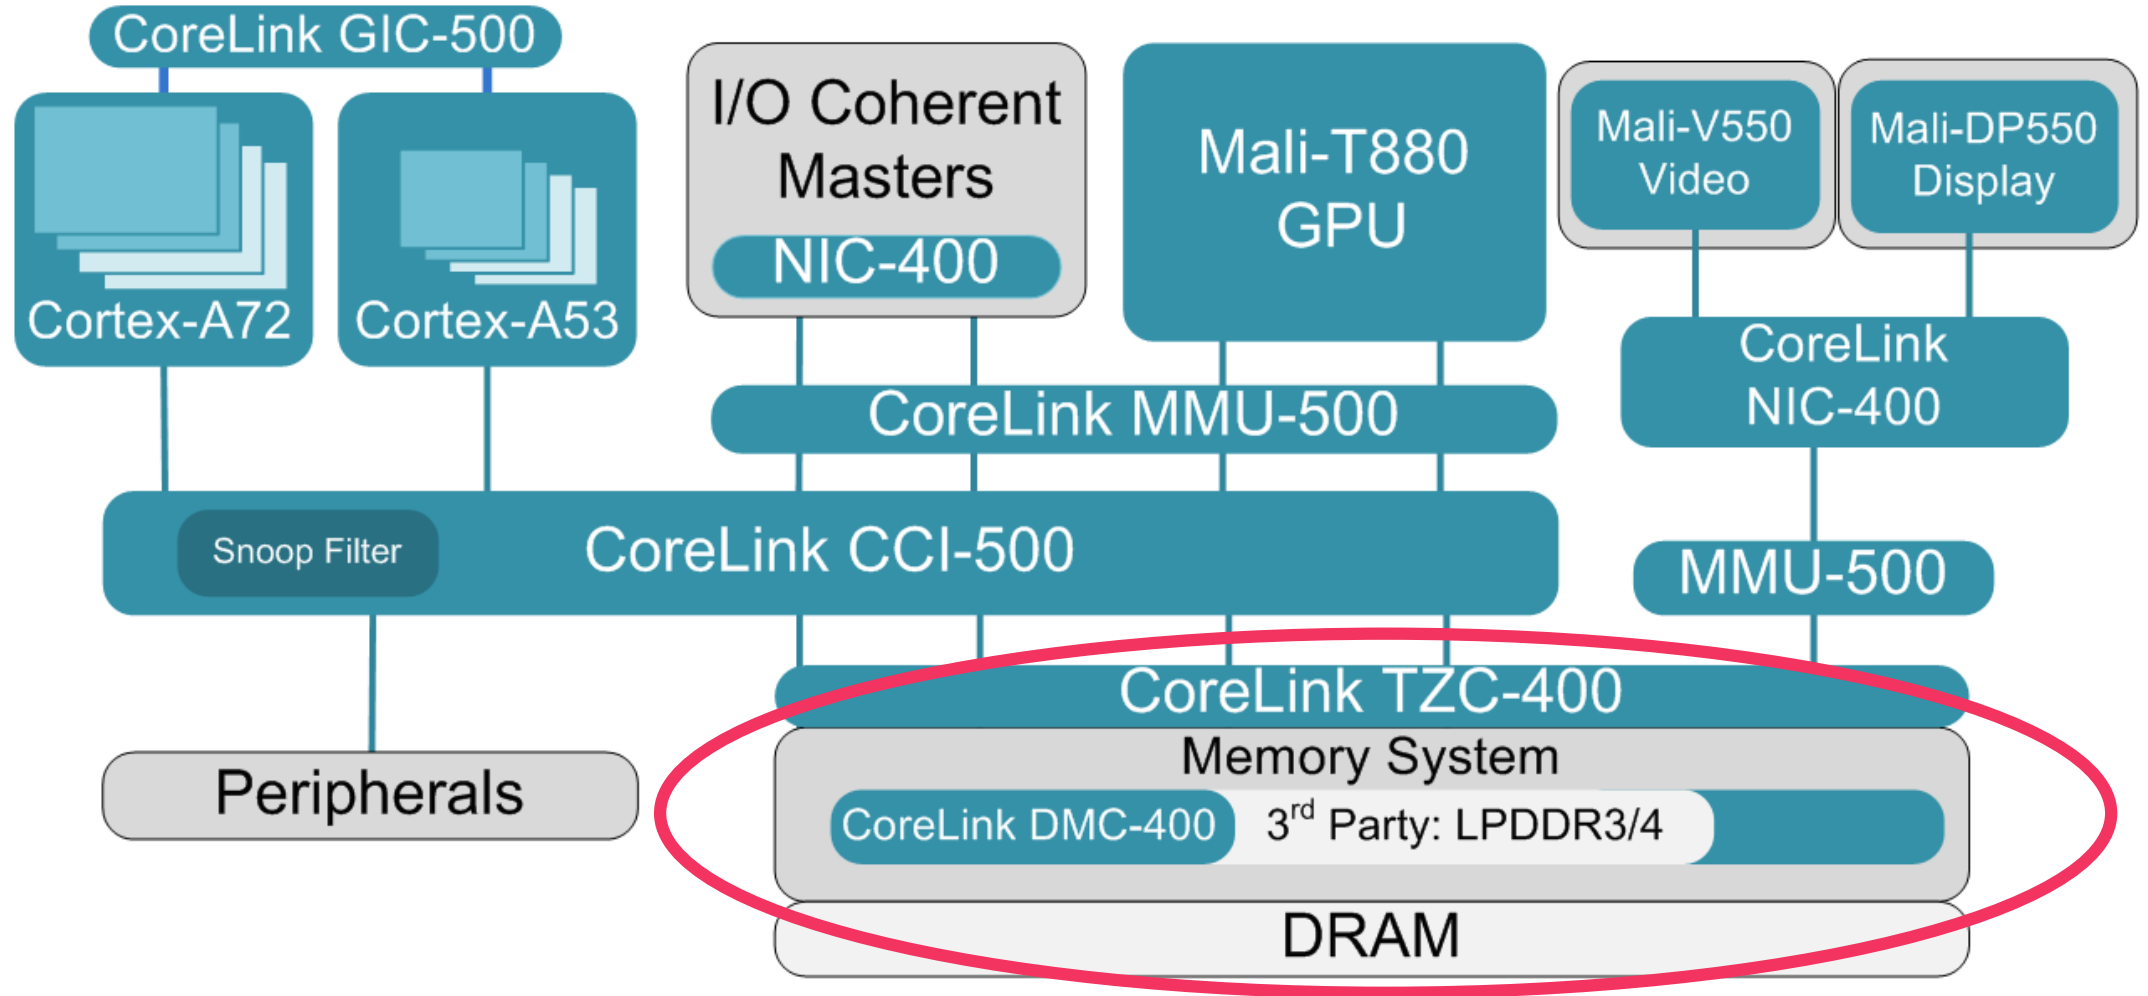 CoreLink GIC-500
Cortex-A72
Cortex-A53
I/O Coherent
Masters
NIC-400
Mali-T880
GPU
Mali-V550
Video
Mali-DP550
Display
CoreLink MMU-500
CoreLink
NIC-400
Snoop Filter
CoreLink CCI-500
MMU-500
Peripherals
CoreLink TZC-400
Memory System
CoreLink DMC-400
3rd Party: LPDDR3/4
DRAM